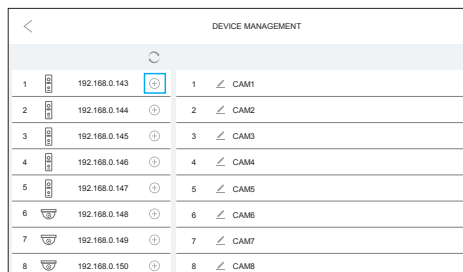 DEVICE MANAGEMENT
1 192.168.0.143 1 CAM1
2 192.168.0.144 2 CAM2
3 192.168.0.145 3 CAM3
4 192.168.0.146 4 CAM4
5 192.168.0.147 5 CAM5
6 192.168.0.148 6 CAM6
7 192.168.0.149 7 CAM7
8 192.168.0.150 8 CAM8